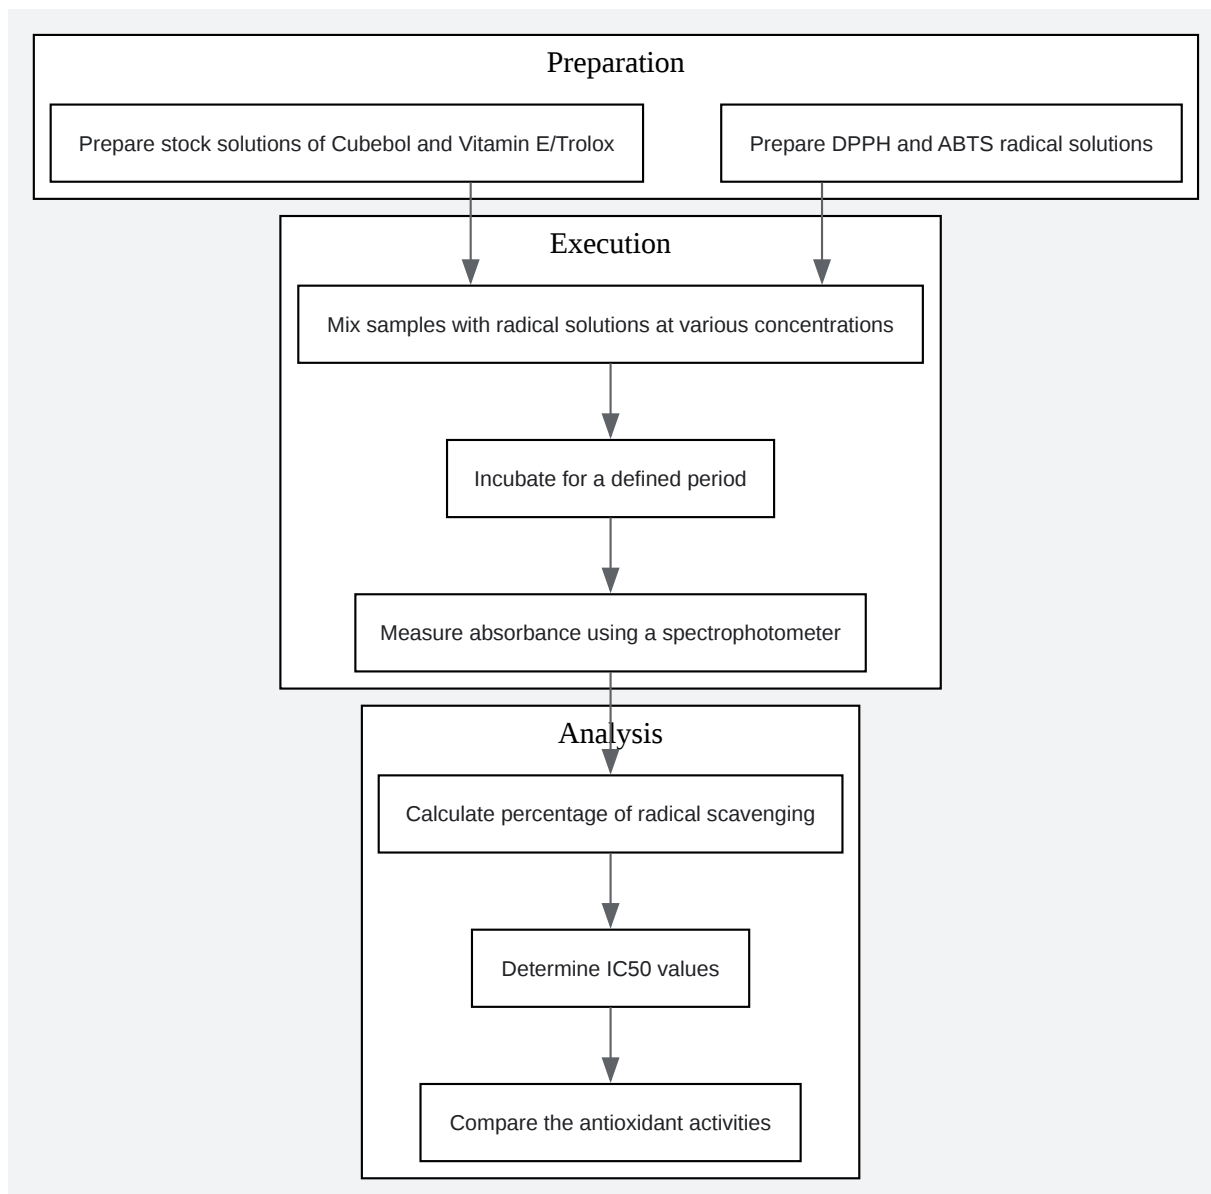 Preparation
Prepare stock solutions of Cubebol and Vitamin E/Trolox
Prepare DPPH and ABTS radical solutions
Execution
Mix samples with radical solutions at various concentrations
Incubate for a defined period
Measure absorbance using a spectrophotometer
Analysis
Calculate percentage of radical scavenging
Determine IC50 values
Compare the antioxidant activities